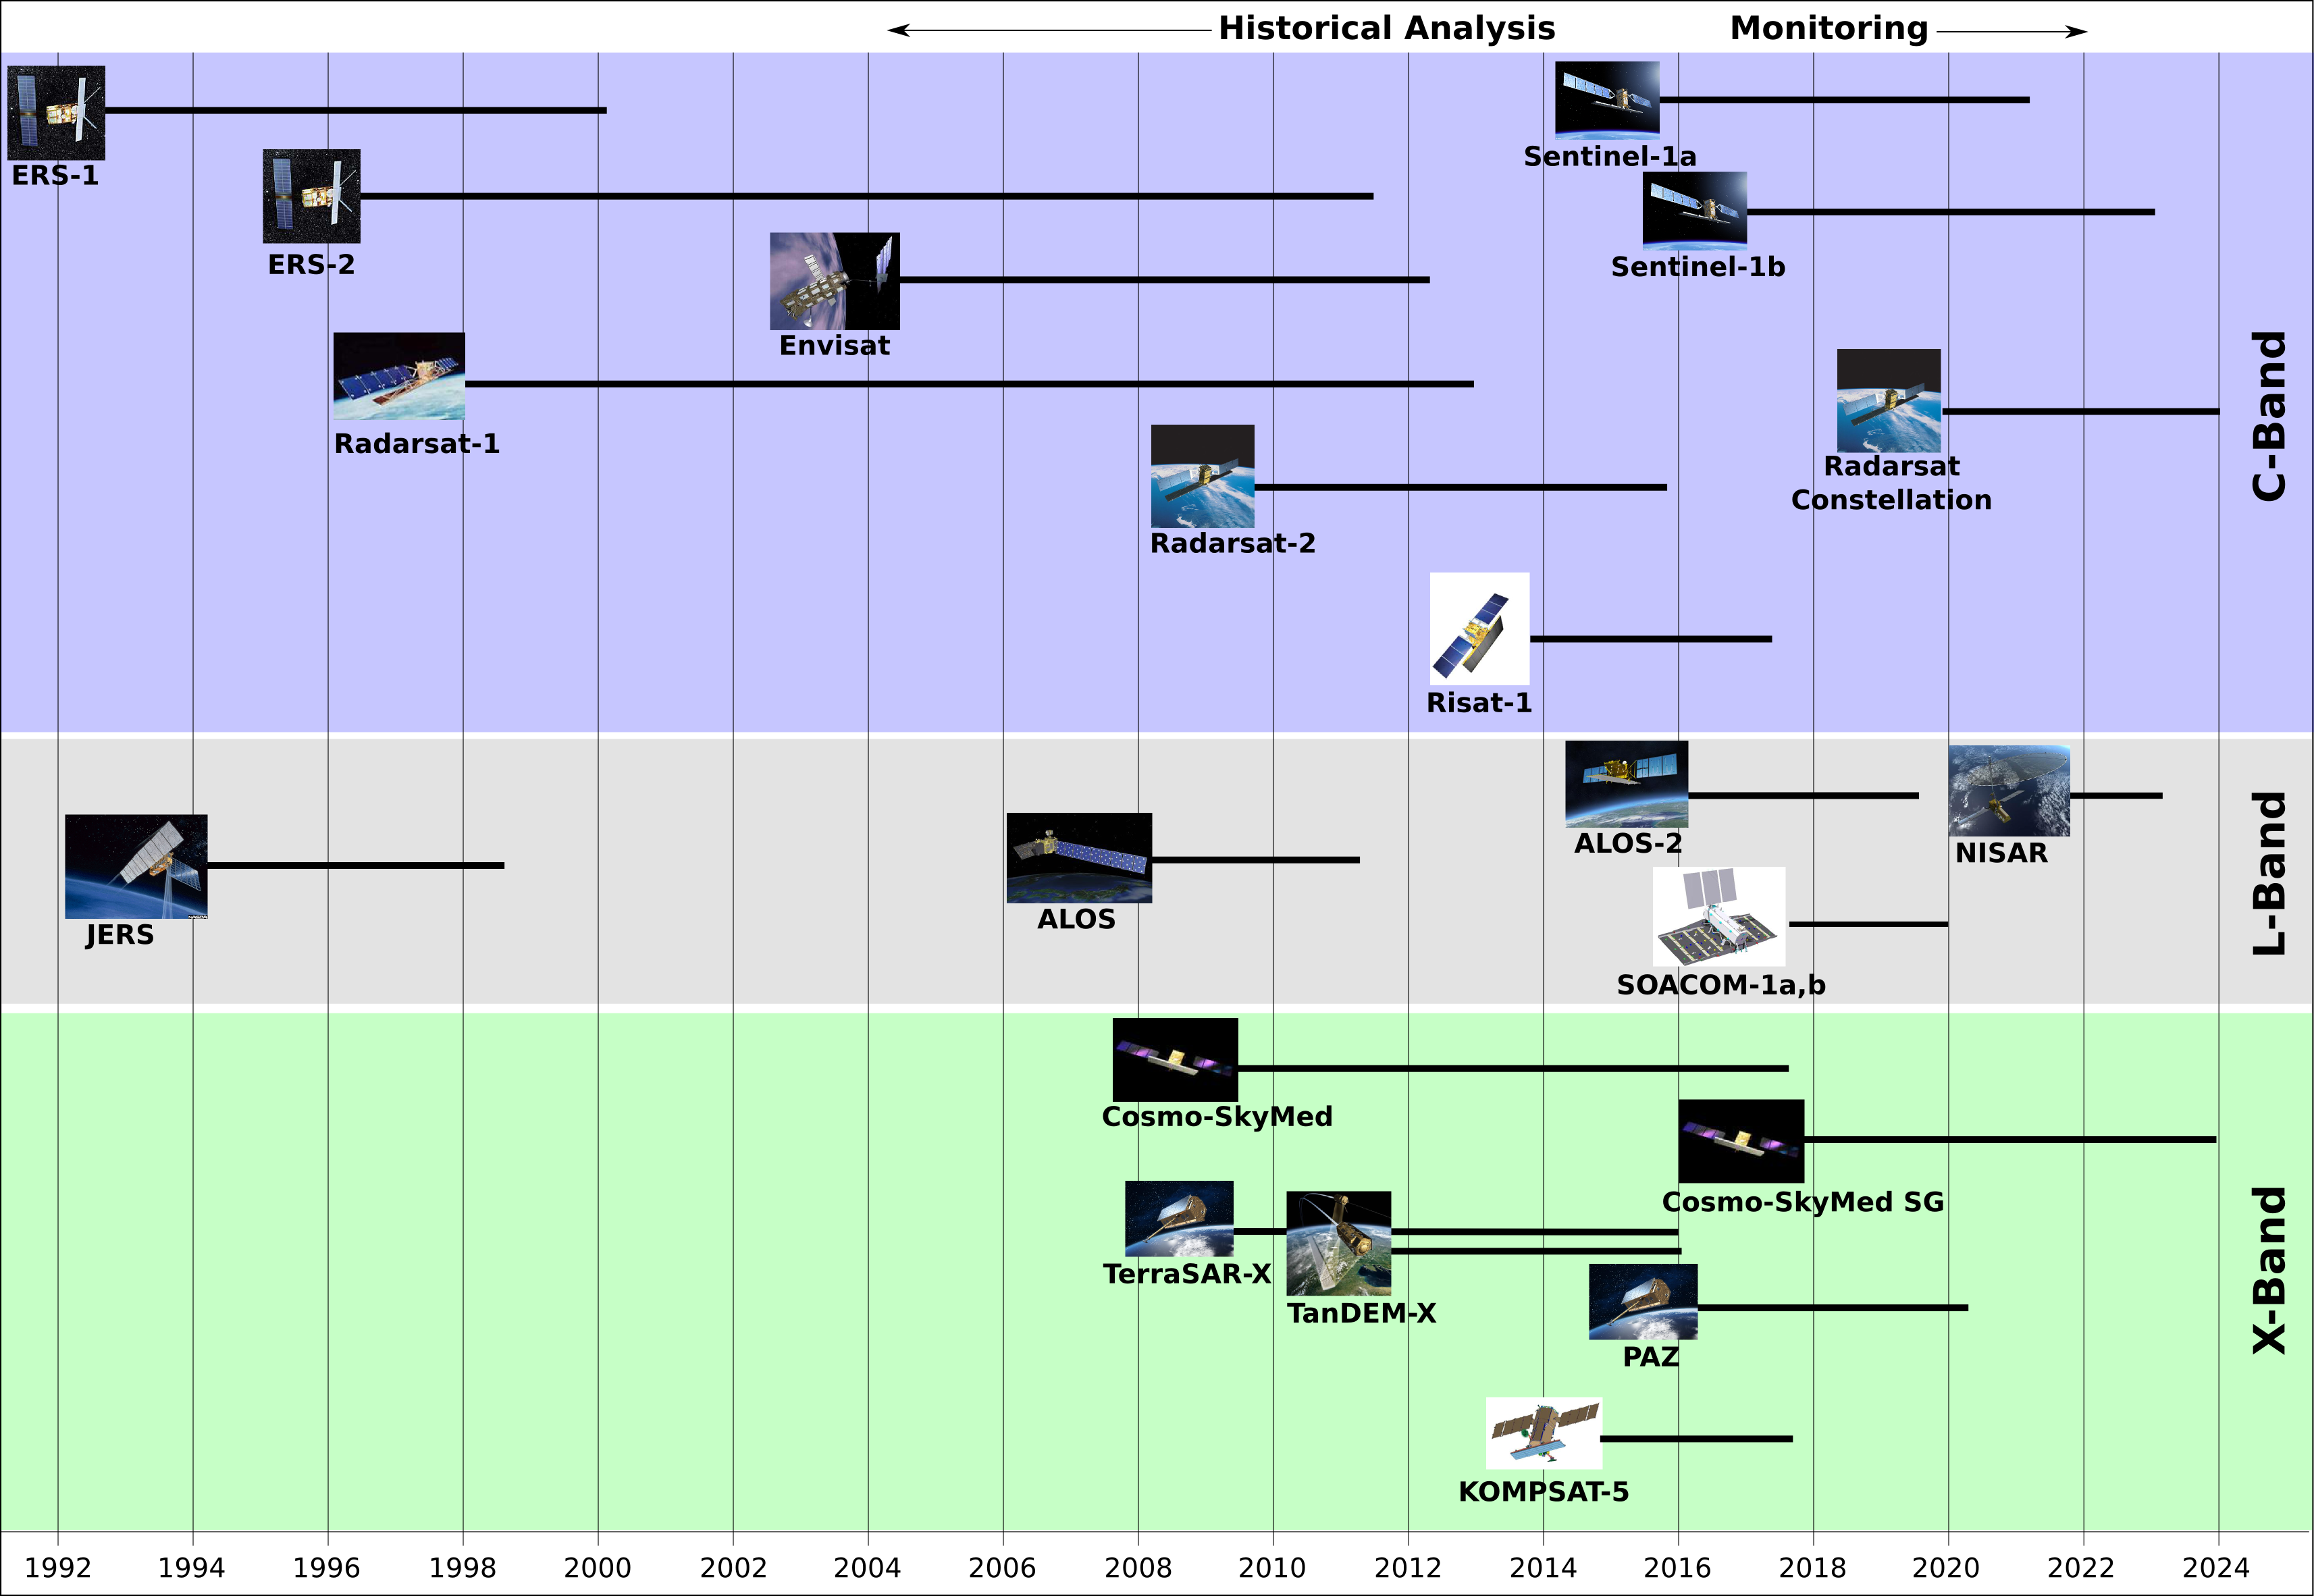 Historical Analysis
Monitoring
ERS-1
Sentinel-1a
ERS-2
Sentinel-1b
Envisat
Radarsat-1
Radarsat
Constellation
Radarsat-2
Risat-1
C-Band
ALOS-2
NISAR
JERS
ALOS
SOACOM-1a,b
L-Band
Cosmo-SkyMed
Cosmo-SkyMed SG
TerraSAR-X
TanDEM-X
PAZ
KOMPSAT-5
X-Band
1992 1994 1996 1998 2000 2002 2004 2006 2008 2010 2012 2014 2016 2018 2020 2022 2024